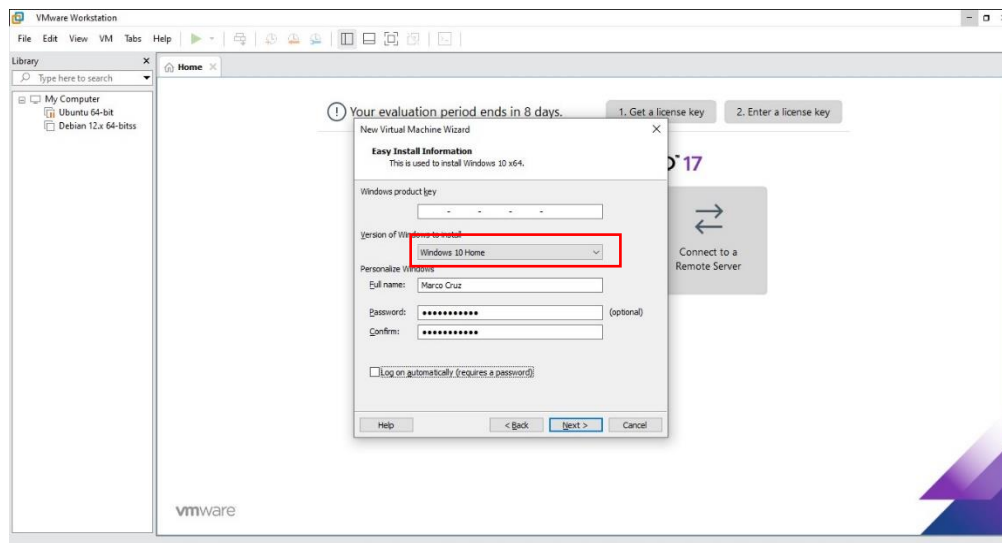 VMware Workstation
File Edit View VM Tabs Help
Library
Home
Type here to search
My Computer
Ubuntu 64-bit
Debian 12.x 64-bitss
Your evaluation period ends in 8 days.
1. Get a license key
2. Enter a license key
17
Connect to a
Remote Server
New Virtual Machine Wizard
Easy Install Information
This is used to install Windows 10 x64.
Windows product key
- - - -
Version of Windows to install
Windows 10 Home
Personalize Windows
Full name: Marco Cruz
Password: ●●●●●●●●●●● (optional)
Confirm: ●●●●●●●●●●●
Log on automatically (requires a password)
Help < Back Next > Cancel
vmware